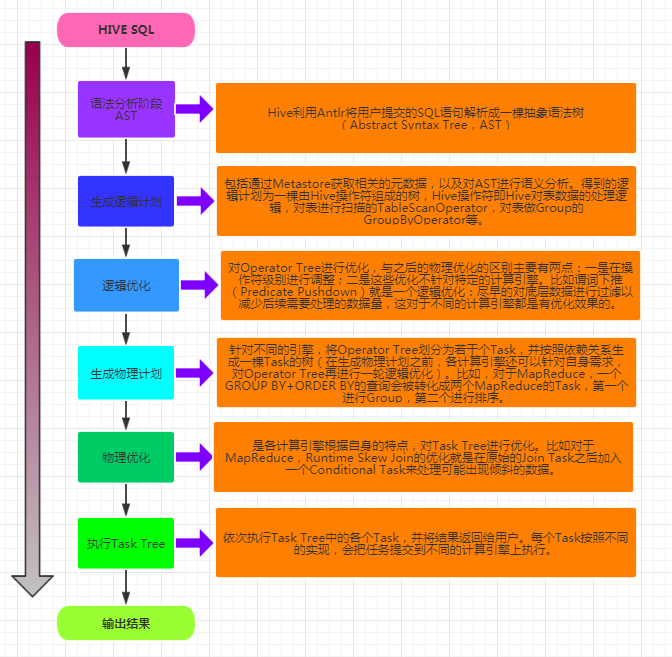 HIVE SQL
语法分析阶段
AST
Hive利用Antlr将用户提交的SQL语句解析成一棵抽象语法树
（Abstract Syntax Tree，AST）
生成逻辑计划
包括通过Metastore获取相关的元数据，以及对AST进行语义分析。得到的逻
辑计划为一棵由Hive操作符组成的树，Hive操作符即Hive对表数据的处理逻
辑，对表进行扫描的TableScanOperator，对表做Group的
GroupByOperator等。
逻辑优化
对Operator Tree进行优化，与之后的物理优化的区别主要有两点：一是在操
作符级别进行调整；二是这些优化不针对特定的计算引擎。比如谓词下推
（Predicate Pushdown）就是一个逻辑优化：尽早的对底层数据进行过滤以
减少后续需要处理的数据量，这对于不同的计算引擎都是有优化效果的。
生成物理计划
针对不同的引擎，将Operator Tree划分为若干个Task，并按照依赖关系生
成一棵Task的树（在生成物理计划之前，各计算引擎还可以针对自身需求，
对Operator Tree再进行一轮逻辑优化）。比如，对于MapReduce，一个
GROUP BY+ORDER BY的查询会被转化成两个MapReduce的Task，第一个
进行Group，第二个进行排序。
物理优化
是各计算引擎根据自身的特点，对Task Tree进行优化。比如对于
MapReduce，Runtime Skew Join的优化就是在原始的Join Task之后加入
一个Conditional Task来处理可能出现倾斜的数据。
执行Task Tree
依次执行Task Tree中的各个Task，并将结果返回给用户。每个Task按照不同
的实现，会把任务提交到不同的计算引擎上执行。
输出结果